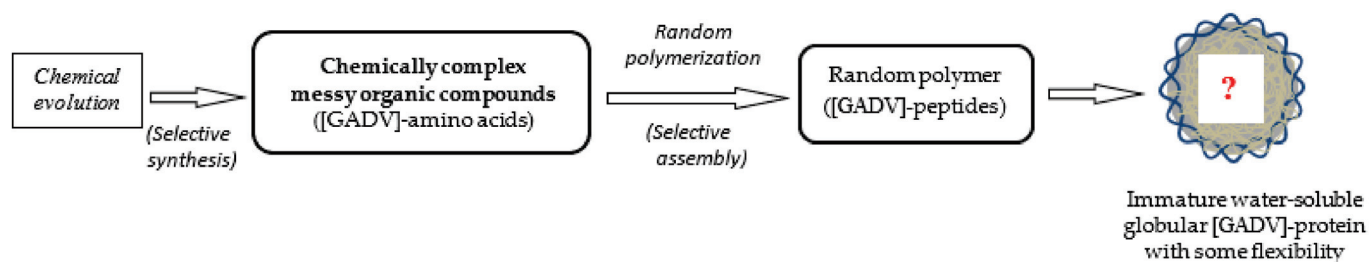 Chemical
evolution
(Selective
synthesis)
Chemically complex
messy organic compounds
([GADV]-amino acids)
Random
polymerization
(Selective
assembly)
Random polymer
([GADV]-peptides)
?
Immature water-soluble
globular [GADV]-protein
with some flexibility